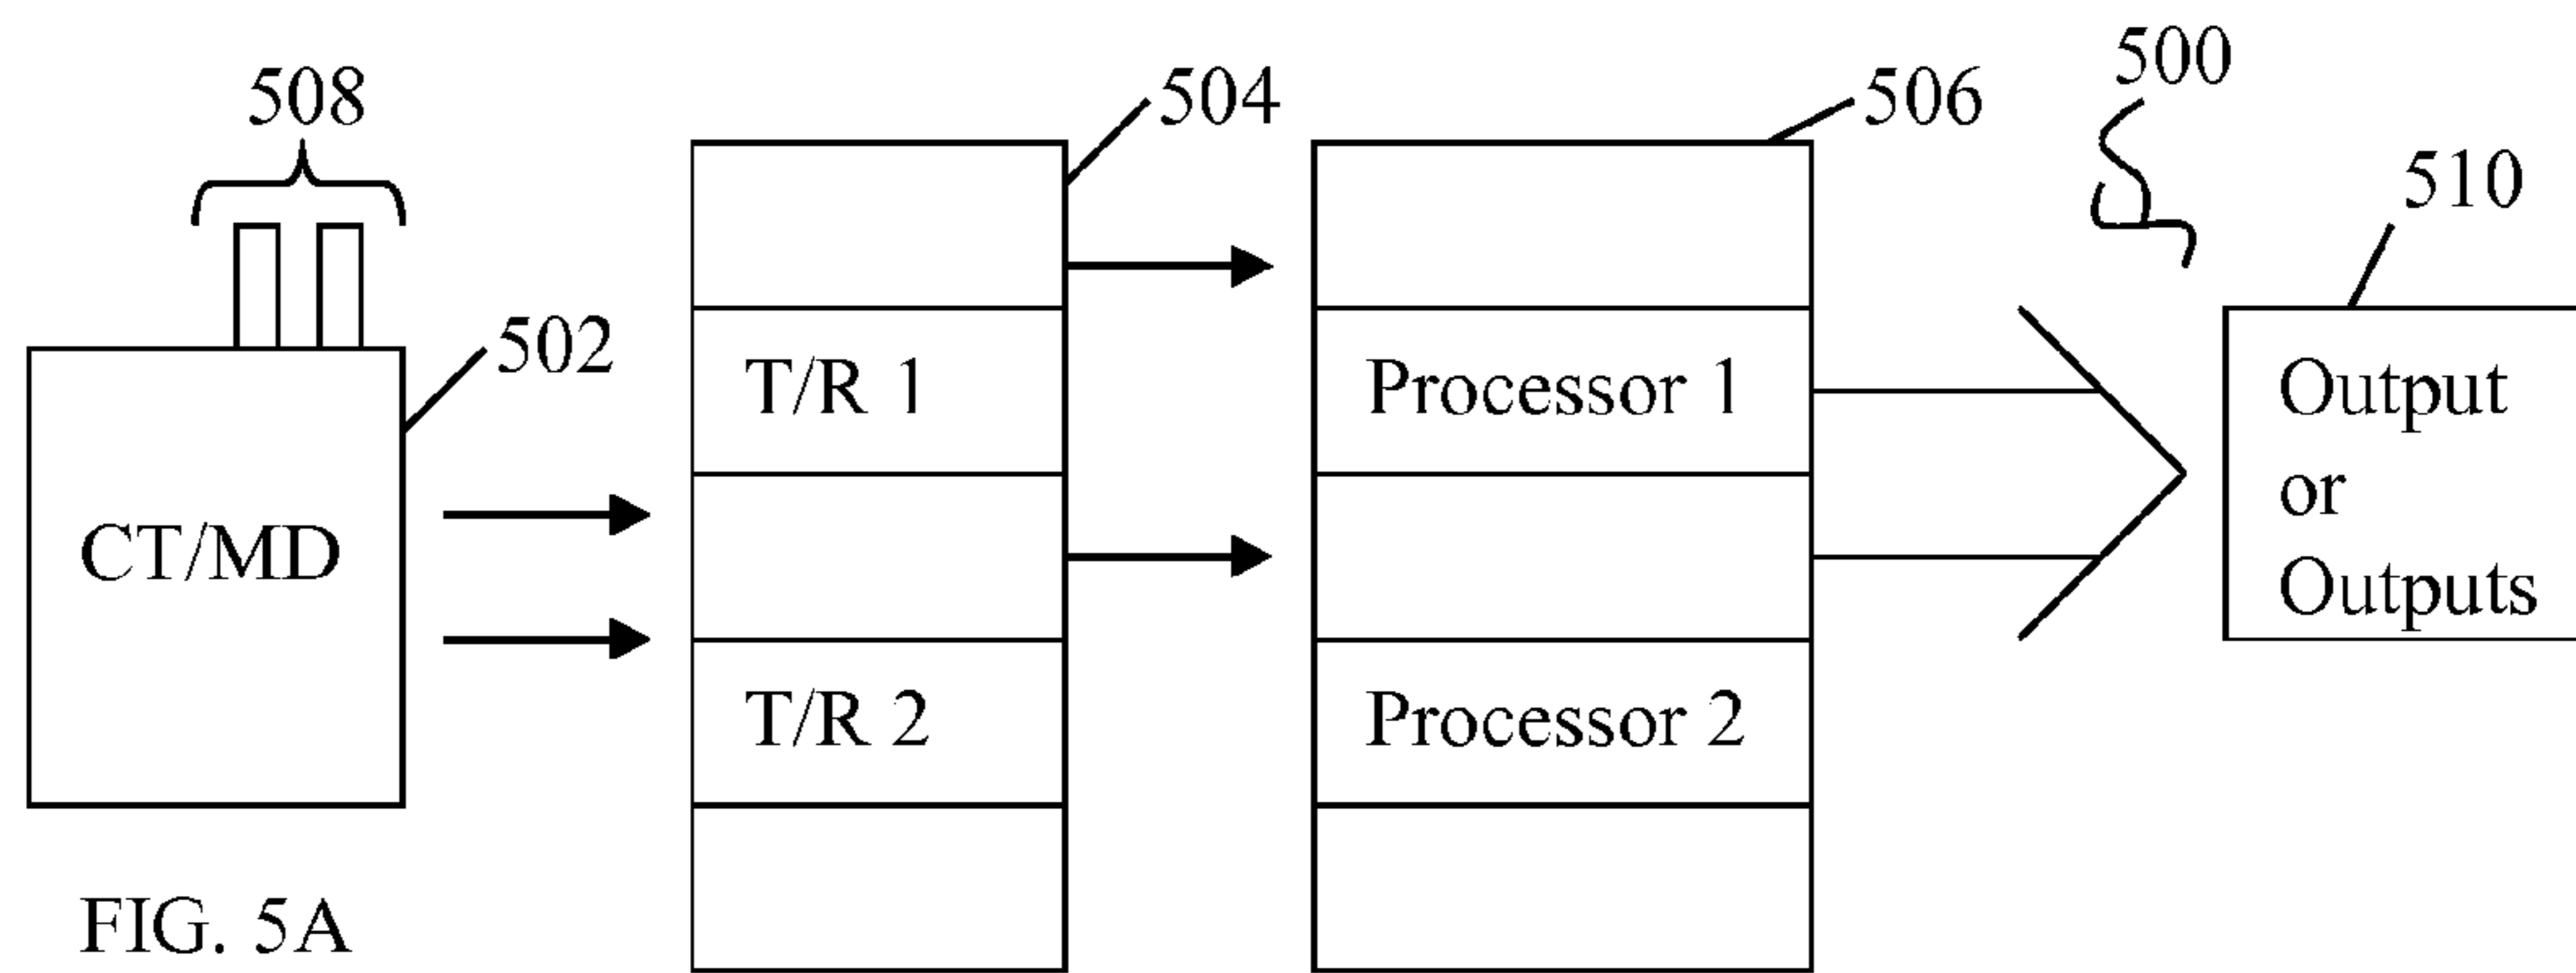 508
504
506
500
510
502
CT/MD
T/R 1
T/R 2
Processor 1
Processor 2
Output
or
Outputs
FIG. 5A